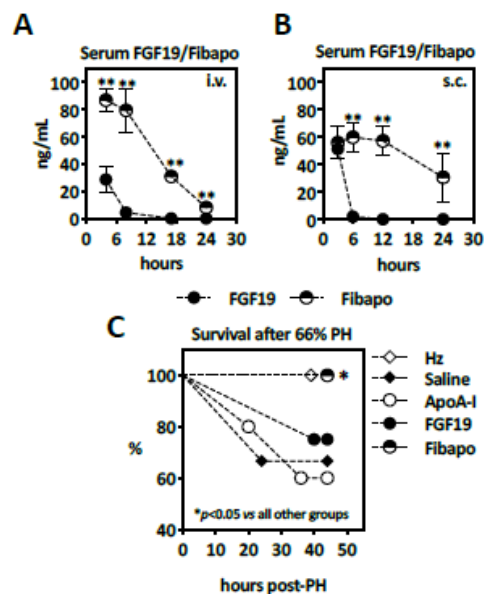 A
Serum FGF19/Fibapo
i.v.
** **
**
**
ng/mL
100
80
60
40
20
0
0 6 12 18 24 30
hours
B
Serum FGF19/Fibapo
s.c.
** **
**
ng/mL
100
80
60
40
20
0
0 6 12 18 24 30
hours
FGF19 Fibapo
C
Survival after 66% PH
%
100
80
60
40
*
*p<0.05 vs all other groups
0 10 20 30 40 50
hours post-PH
Hz
Saline
ApoA-I
FGF19
Fibapo